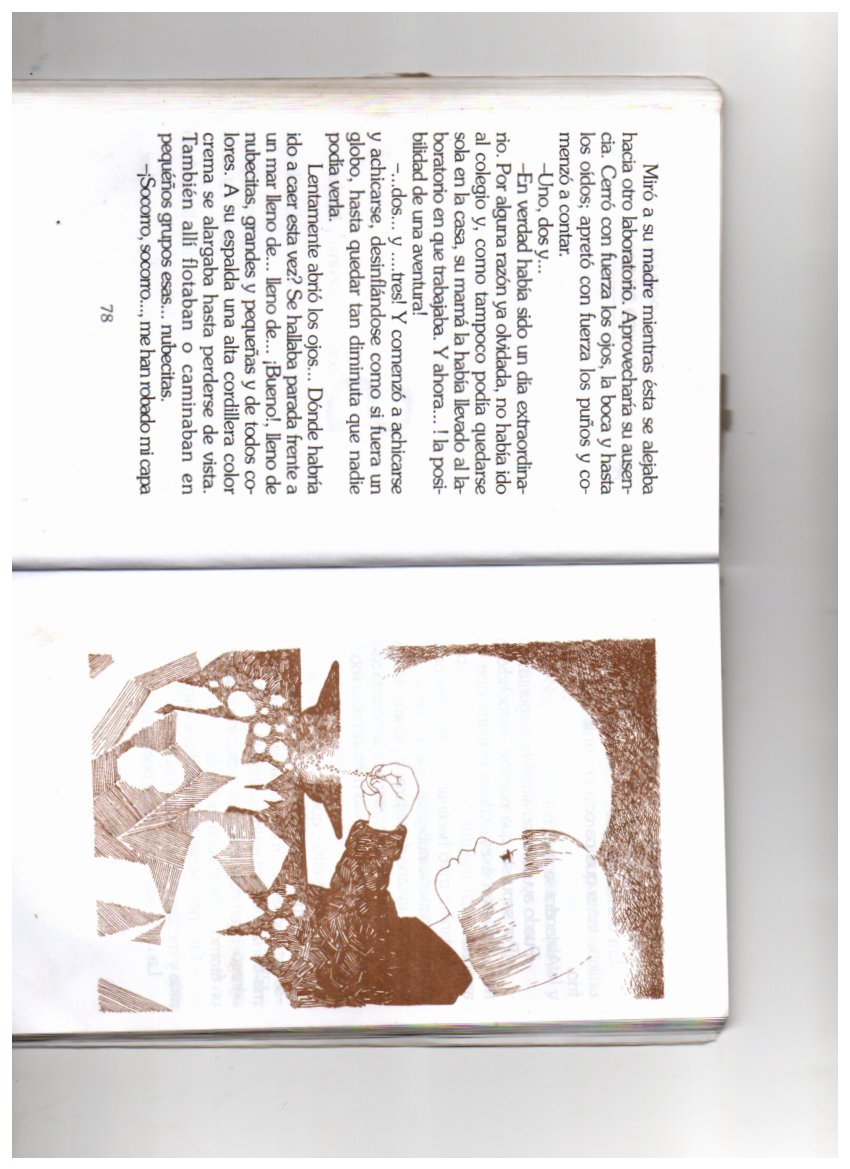 Miró a su madre mientras ésta se alejaba
hacia otro laboratorio. Aprovecharía su ausen-
cia. Cerró con fuerza los ojos, la boca y hasta
los oídos; apretó con fuerza los puños y co-
menzó a contar.
–Uno, dos y...
–En verdad había sido un día extraordina-
rio. Por alguna razón ya olvidada, no había ido
al colegio y, como tampoco podía quedarse
sola en la casa, su mamá la había llevado al la-
boratorio en que trabajaba. Y ahora... ! la posi-
bilidad de una aventura!
–...dos... y ...tres! Y comenzó a achicarse
y achicarse, desinflándose como si fuera un
globo, hasta quedar tan diminuta que nadie
podía verla.
Lentamente abrió los ojos... Dónde habría
ido a caer esta vez? Se hallaba parada frente a
un mar lleno de... lleno de... ¡Bueno!, lleno de
nubecitas, grandes y pequeñas y de todos co-
lores. A su espalda una alta cordillera color
crema se alargaba hasta perderse de vista.
También allí flotaban o caminaban en
pequéños grupos esas... nubecitas.
–¡Socorro, socorro..., me han robado mi capa
78